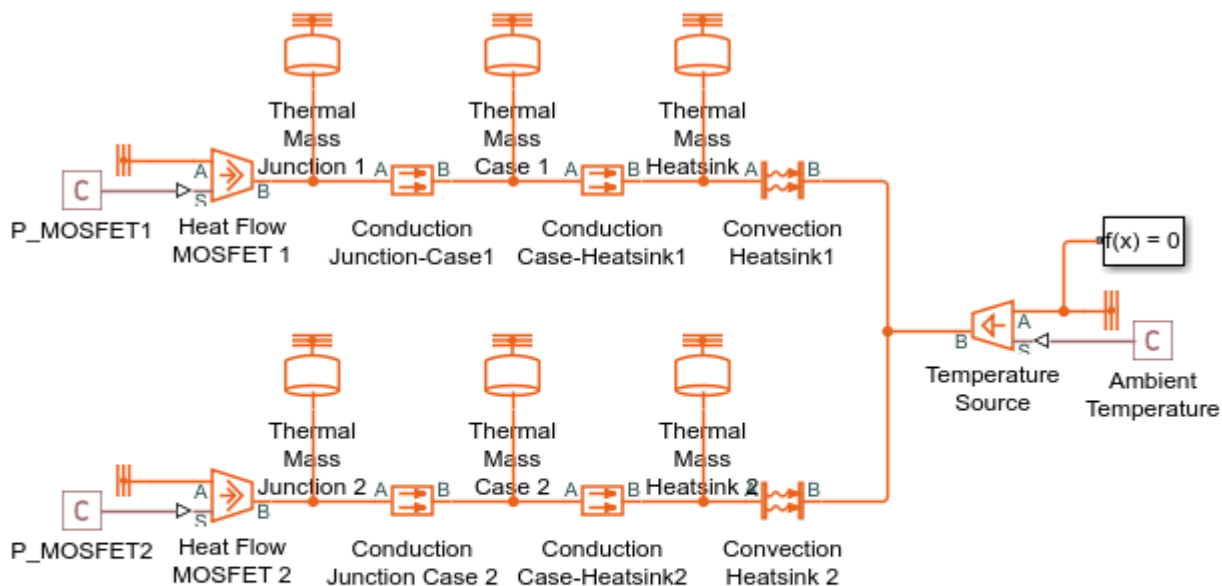 Thermal
Mass
Junction 1
Thermal
Mass
Case 1
Thermal
Mass
Heatsink
A
S
B
A
B
A
B
A
B
C
P_MOSFET1
Heat Flow
MOSFET 1
Conduction
Junction-Case1
Conduction
Case-Heatsink1
Convection
Heatsink1
f(x) = 0
A
B
S
C
Temperature
Source
Ambient
Temperature
Thermal
Mass
Junction 2
Thermal
Mass
Case 2
Thermal
Mass
Heatsink 2
A
S
B
A
B
A
B
A
B
C
P_MOSFET2
Heat Flow
MOSFET 2
Conduction
Junction Case 2
Conduction
Case-Heatsink2
Convection
Heatsink 2